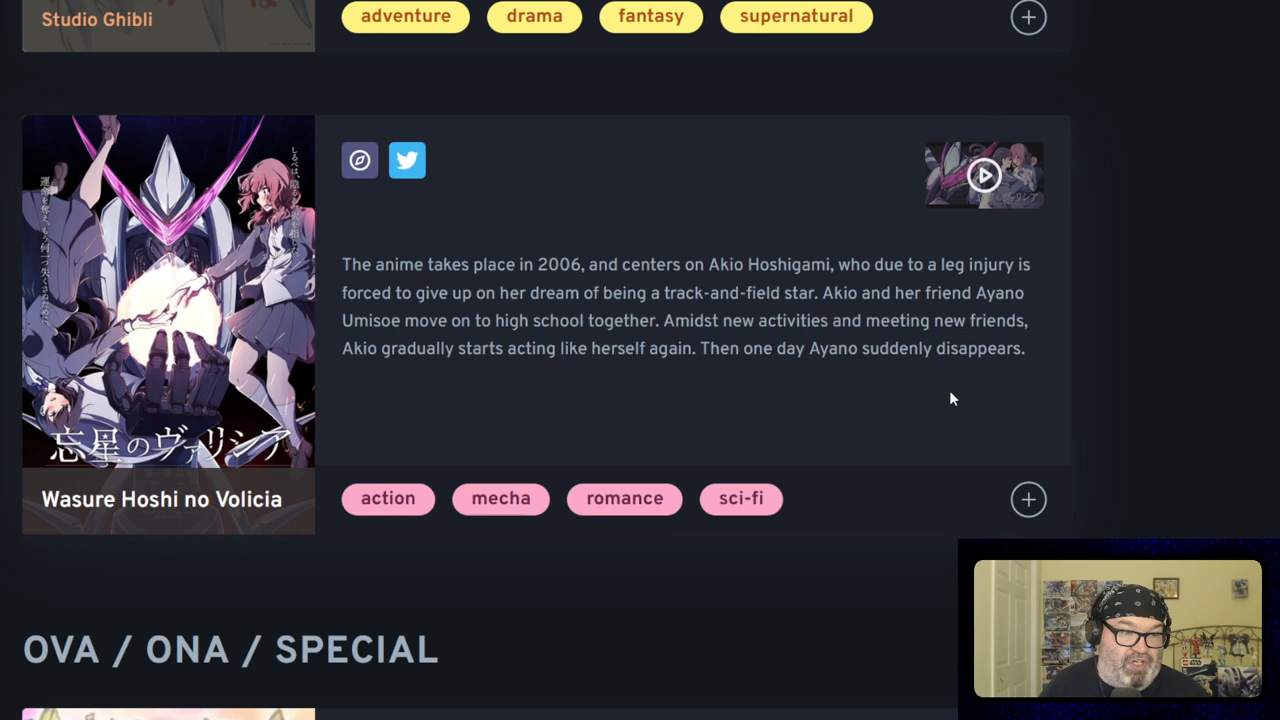 Studio Ghibli
adventure
drama
fantasy
supernatural
The anime takes place in 2006, and centers on Akio Hoshigami, who due to a leg injury is
forced to give up on her dream of being a track-and-field star. Akio and her friend Ayano
Umisoe move on to high school together. Amidst new activities and meeting new friends,
Akio gradually starts acting like herself again. Then one day Ayano suddenly disappears.
忘星のヴァリシア
Wasure Hoshi no Volicia
action
mecha
romance
sci-fi
OVA / ONA / SPECIAL